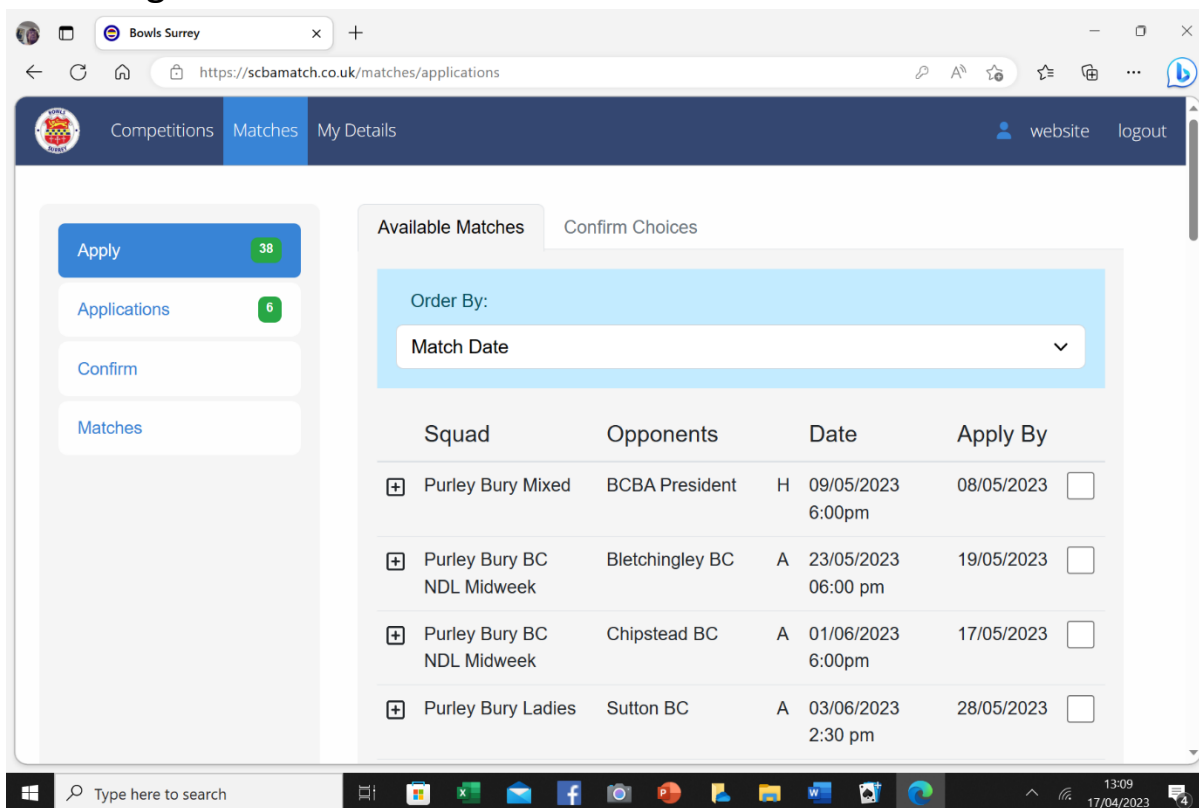 Bowls Surrey
https://scbamatch.co.uk/matches/applications
BOWLS
SURREY
Competitions Matches My Details website logout
Available Matches Confirm Choices
Apply 38
Applications 6
Confirm
Matches
Order By:
Match Date
Squad Opponents Date Apply By
Purley Bury Mixed BCBA President H 09/05/2023 08/05/2023
6:00pm
Purley Bury BC Bletchingley BC A 23/05/2023 19/05/2023
NDL Midweek 06:00 pm
Purley Bury BC Chipstead BC A 01/06/2023 17/05/2023
NDL Midweek 6:00pm
Purley Bury Ladies Sutton BC A 03/06/2023 28/05/2023
2:30 pm
Type here to search
13:09
17/04/2023